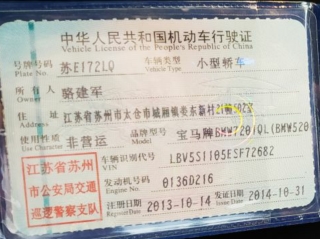 中华人民共和国机动车行驶证
Vehicle License of the People's Republic of China
号牌号码 苏E172LQ 车辆类型 小型轿车
Plate No. Vehicle Type
所有人 骆建军
Owner
住址 江苏省苏州市太仓市城厢镇娄东新村
Address
使用性质 非营运 品牌型号 宝马牌BMW7201QL(BMW520
Use Character Model
江苏省苏州市公安局交通巡逻警察支队
车辆识别代号 LBV5S1105ESF72682
VIN
发动机号码 0136D216
Engine No.
注册日期 2013-10-14 发证日期 2014-10-31
Register Date Issue Date